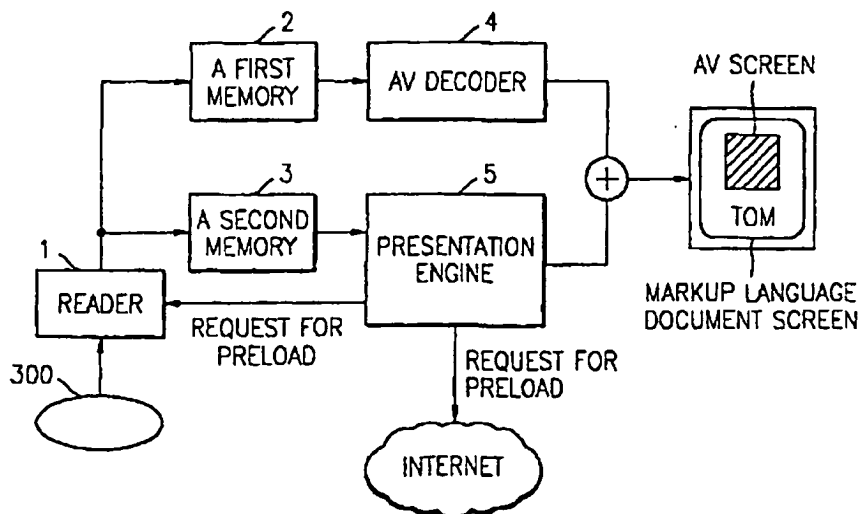 2
A FIRST
MEMORY
4
AV DECODER
AV SCREEN
TOM
MARKUP LANGUAGE
DOCUMENT SCREEN
3
A SECOND
MEMORY
5
PRESENTATION
ENGINE
+
1
READER
REQUEST FOR
PRELOAD
300
REQUEST FOR
PRELOAD
INTERNET